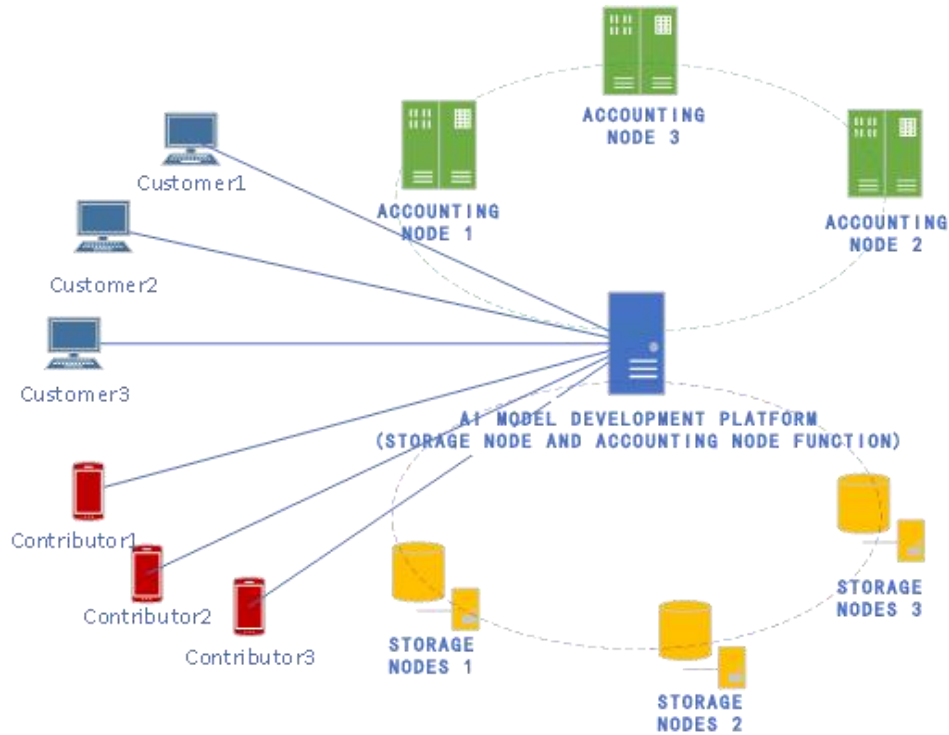 ACCOUNTING
NODE 3
Customer1
ACCOUNTING
NODE 1
ACCOUNTING
NODE 2
Customer2
Customer3
AI MODEL DEVELOPMENT PLATFORM
(STORAGE NODE AND ACCOUNTING NODE FUNCTION)
Contributor1
Contributor2
Contributor3
STORAGE
NODES 1
STORAGE
NODES 3
STORAGE
NODES 2